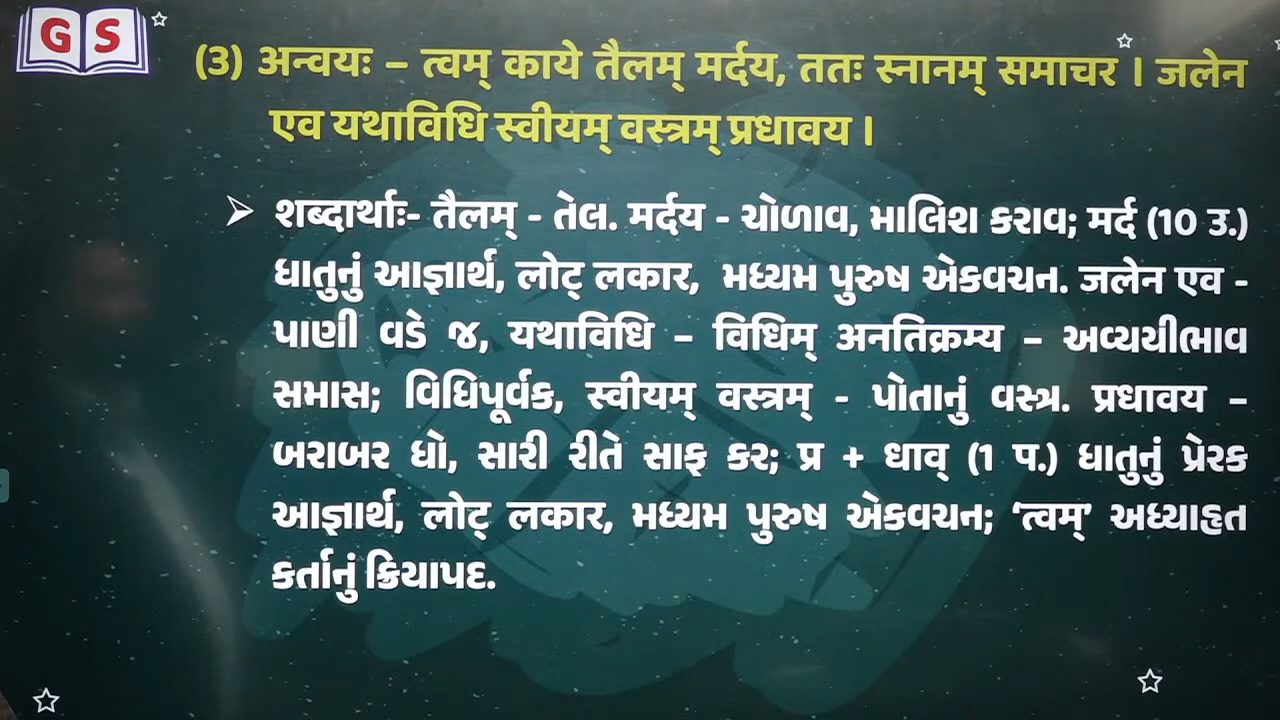 GS
(3) अन्वयः – त्वम् काये तैलम् मर्दय, ततः स्नानम् समाचर । जलेन
एव यथाविधि स्वीयम् वस्त्रम् प्रधावय ।
➢ શબ્દાર્થાઃ- तैलम् - તેલ. मर्दय - ચોળાવ, માલિશ કરાવ; मर्द (10 उ.)
ધાતુનું આજ્ઞાર્થ, લોટ્ લકાર, મધ્યમ પુરુષ એકવચન. जलेन एव -
પાણી વડે જ, यथाविधि – विधिम् अनतिक्रम्य – અવ્યયીભાવ
સમાસ; વિધિપૂર્વક, स्वीयम् वस्त्रम् - પોતાનું વસ્ત્ર. प्रधावय –
બરાબર ધો, સારી રીતે સાફ કર; प्र + धाव् (1 प.) ધાતુનું પ્રેરક
આજ્ઞાર્થ, લોટ્ લકાર, મધ્યમ પુરુષ એકવચન; ‘त्वम्’ અધ્યાહૃત
કર્તાનું ક્રિયાપદ.